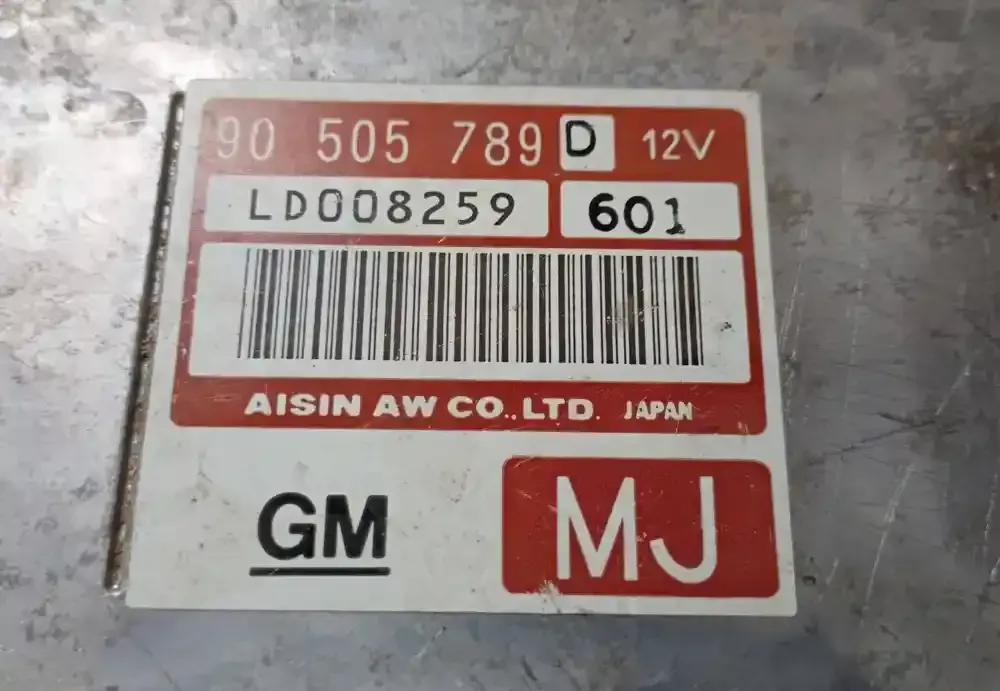 90 505 789 D 12V
LD008259 601
AISIN AW CO., LTD. JAPAN
GM MJ